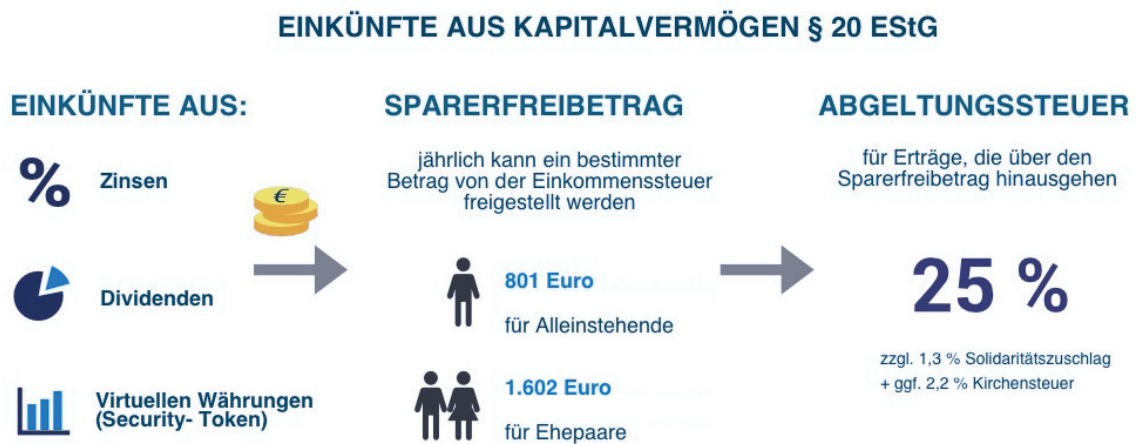 EINKÜNFTE AUS KAPITALVERMÖGEN § 20 EStG
EINKÜNFTE AUS:
%
Zinsen
€
Dividenden
Virtuellen Währungen
(Security- Token)
SPARERFREIBETRAG
jährlich kann ein bestimmter
Betrag von der Einkommenssteuer
freigestellt werden
801 Euro
für Alleinstehende
1.602 Euro
für Ehepaare
ABGELTUNGSSTEUER
für Erträge, die über den
Sparerfreibetrag hinausgehen
25 %
zzgl. 1,3 % Solidaritätszuschlag
+ ggf. 2,2 % Kirchensteuer